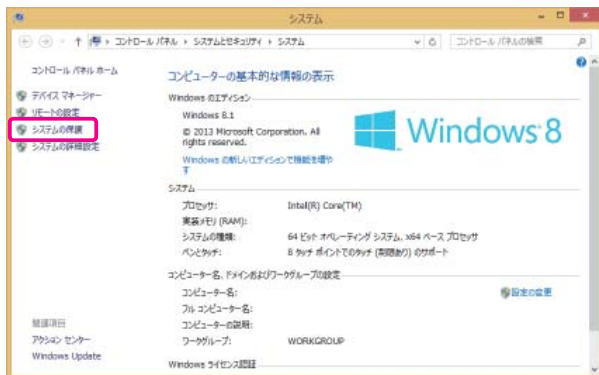 システム
コントロール パネル ▸ システムとセキュリティ ▸ システム
コントロール パネルの検索
コントロール パネル ホーム
デバイス マネージャー
リモートの設定
システムの保護
システムの詳細設定
コンピューターの基本的な情報の表示
Windows のエディション
Windows 8.1
© 2013 Microsoft Corporation. All
rights reserved.
Windows の新しいエディションで機能を増や
す
Windows 8
システム
プロセッサ: Intel(R) Core(TM)
実装メモリ (RAM):
システムの種類: 64 ビット オペレーティング システム、x64 ベース プロセッサ
ペンとタッチ: 8 タッチ ポイントでのタッチ (制限あり) のサポート
コンピューター名、ドメインおよびワークグループの設定
コンピューター名:
設定の変更
フル コンピューター名:
コンピューターの説明:
ワークグループ: WORKGROUP
Windows ライセンス認証
関連項目
アクション センター
Windows Update